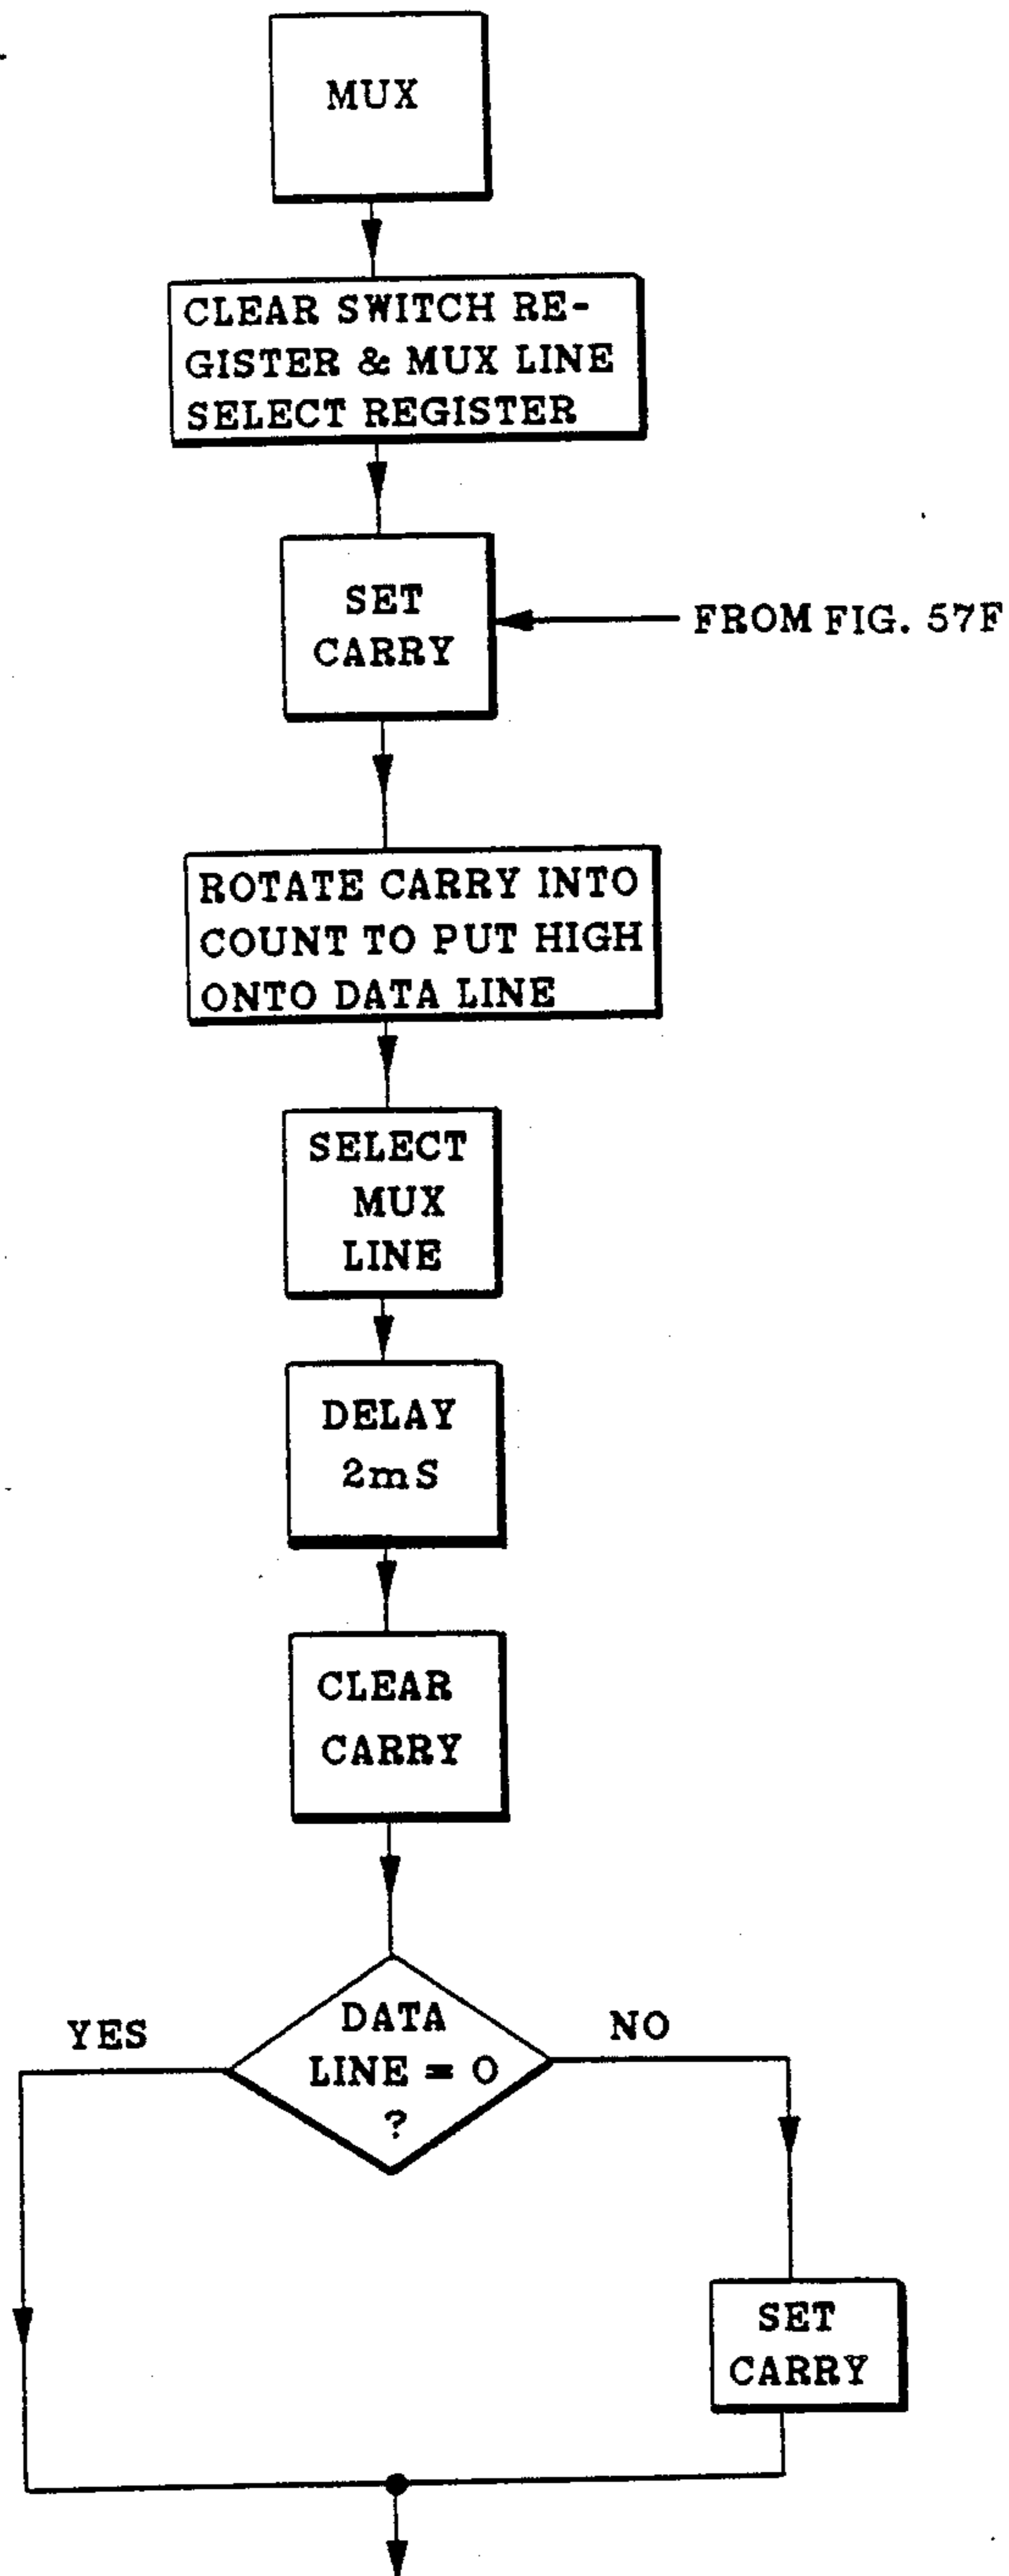 MUX
CLEAR SWITCH RE-
GISTER & MUX LINE
SELECT REGISTER
SET
CARRY
FROM FIG. 57F
ROTATE CARRY INTO
COUNT TO PUT HIGH
ONTO DATA LINE
SELECT
MUX
LINE
DELAY
2mS
CLEAR
CARRY
YES
DATA
LINE = 0
?
NO
SET
CARRY